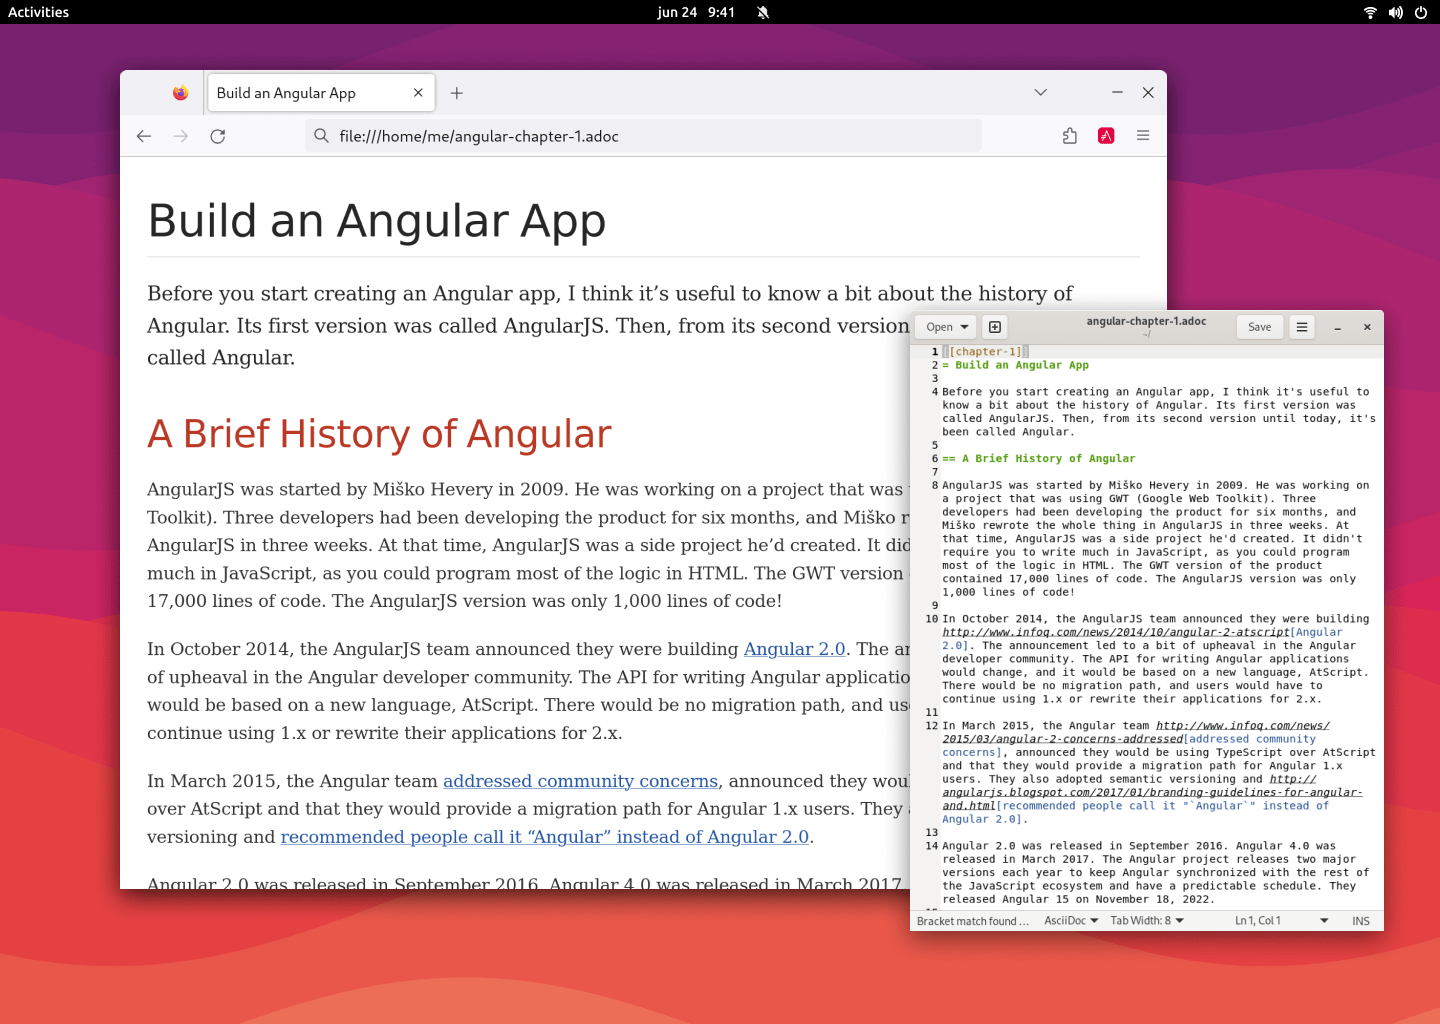 Activities
jun 24 9:41
Build an Angular App
file:///home/me/angular-chapter-1.adoc
Build an Angular App
Before you start creating an Angular app, I think it’s useful to know a bit about the history of
Angular. Its first version was called AngularJS. Then, from its second version
called Angular.
A Brief History of Angular
AngularJS was started by Miško Hevery in 2009. He was working on a project that was
Toolkit). Three developers had been developing the product for six months, and Miško
AngularJS in three weeks. At that time, AngularJS was a side project he’d created. It
much in JavaScript, as you could program most of the logic in HTML. The GWT version
17,000 lines of code. The AngularJS version was only 1,000 lines of code!
In October 2014, the AngularJS team announced they were building Angular 2.0. The
of upheaval in the Angular developer community. The API for writing Angular
would be based on a new language, AtScript. There would be no migration path, and
continue using 1.x or rewrite their applications for 2.x.
In March 2015, the Angular team addressed community concerns, announced they
over AtScript and that they would provide a migration path for Angular 1.x users. They
versioning and recommended people call it “Angular” instead of Angular 2.0.
Angular 2.0 was released in September 2016. Angular 4.0 was released in March 2017
Open
angular-chapter-1.adoc
~/
Save
1 [[chapter-1]]
2 = Build an Angular App
3
4 Before you start creating an Angular app, I think it's useful to
know a bit about the history of Angular. Its first version was
called AngularJS. Then, from its second version until today, it's
been called Angular.
5
6 == A Brief History of Angular
7
8 AngularJS was started by Miško Hevery in 2009. He was working on
a project that was using GWT (Google Web Toolkit). Three
developers had been developing the product for six months, and
Miško rewrote the whole thing in AngularJS in three weeks. At
that time, AngularJS was a side project he'd created. It didn't
require you to write much in JavaScript, as you could program
most of the logic in HTML. The GWT version of the product
contained 17,000 lines of code. The AngularJS version was only
1,000 lines of code!
9
10 In October 2014, the AngularJS team announced they were building
http://www.infoq.com/news/2014/10/angular-2-atscript[Angular
2.0]. The announcement led to a bit of upheaval in the Angular
developer community. The API for writing Angular applications
would change, and it would be based on a new language, AtScript.
There would be no migration path, and users would have to
continue using 1.x or rewrite their applications for 2.x.
11
12 In March 2015, the Angular team http://www.infoq.com/news/
2015/03/angular-2-concerns-addressed[addressed community
concerns], announced they would be using TypeScript over AtScript
and that they would provide a migration path for Angular 1.x
users. They also adopted semantic versioning and http://
angularjs.blogspot.com/2017/01/branding-guidelines-for-angular-
and.html[recommended people call it "`Angular`" instead of
Angular 2.0].
13
14 Angular 2.0 was released in September 2016. Angular 4.0 was
released in March 2017. The Angular project releases two major
versions each year to keep Angular synchronized with the rest of
the JavaScript ecosystem and have a predictable schedule. They
released Angular 15 on November 18, 2022.
Bracket match found ... AsciiDoc Tab Width: 8 Ln 1, Col 1 INS